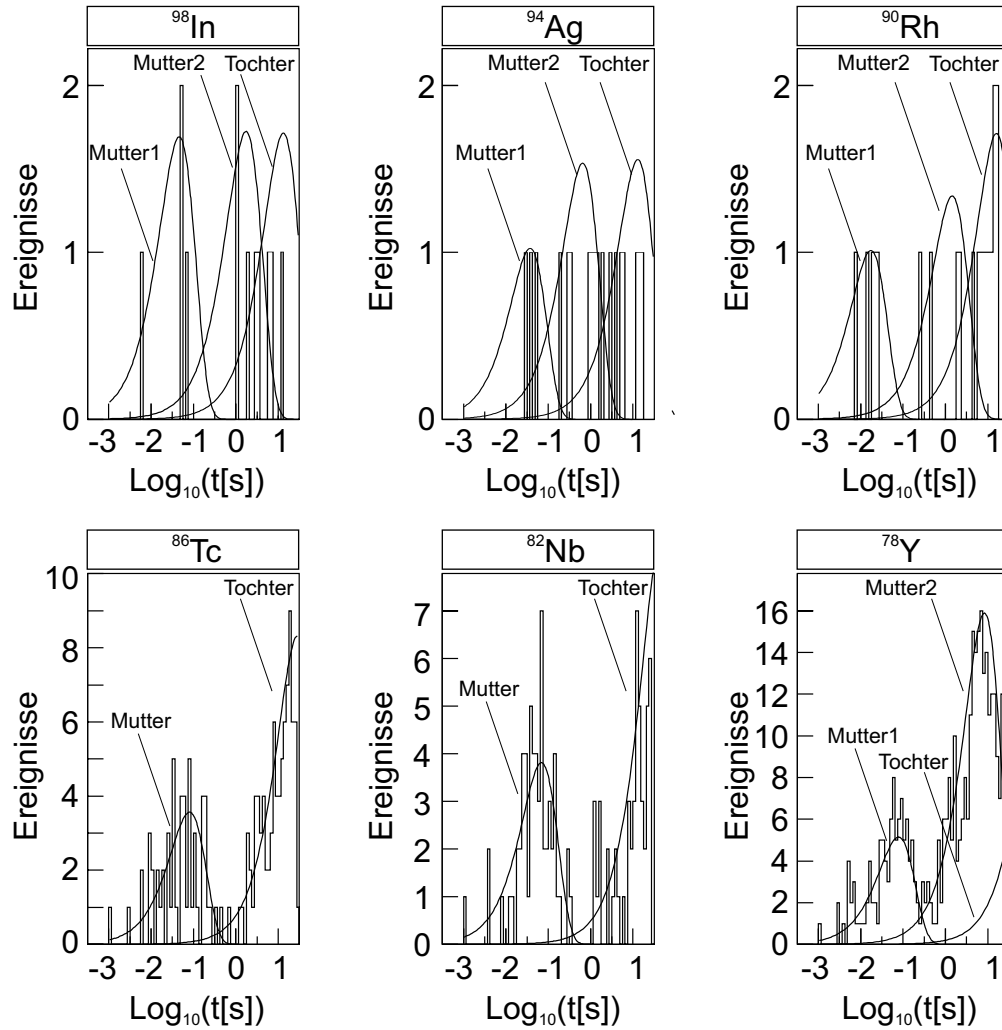 ⁹⁸In
Ereignisse
2
1
0
Mutter1
Mutter2
Tochter
-3 -2 -1 0 1
Log₁₀(t[s])
⁹⁴Ag
Ereignisse
2
1
0
Mutter1
Mutter2
Tochter
-3 -2 -1 0 1
Log₁₀(t[s])
⁹⁰Rh
Ereignisse
2
1
0
Mutter1
Mutter2
Tochter
-3 -2 -1 0 1
Log₁₀(t[s])
⁸⁶Tc
Ereignisse
10
8
6
4
2
0
Tochter
Mutter
-3 -2 -1 0 1
Log₁₀(t[s])
⁸²Nb
Ereignisse
7
6
5
4
3
2
1
0
Tochter
Mutter
-3 -2 -1 0 1
Log₁₀(t[s])
⁷⁸Y
Ereignisse
16
14
12
10
8
6
4
2
0
Mutter2
Mutter1
Tochter
-3 -2 -1 0 1
Log₁₀(t[s])